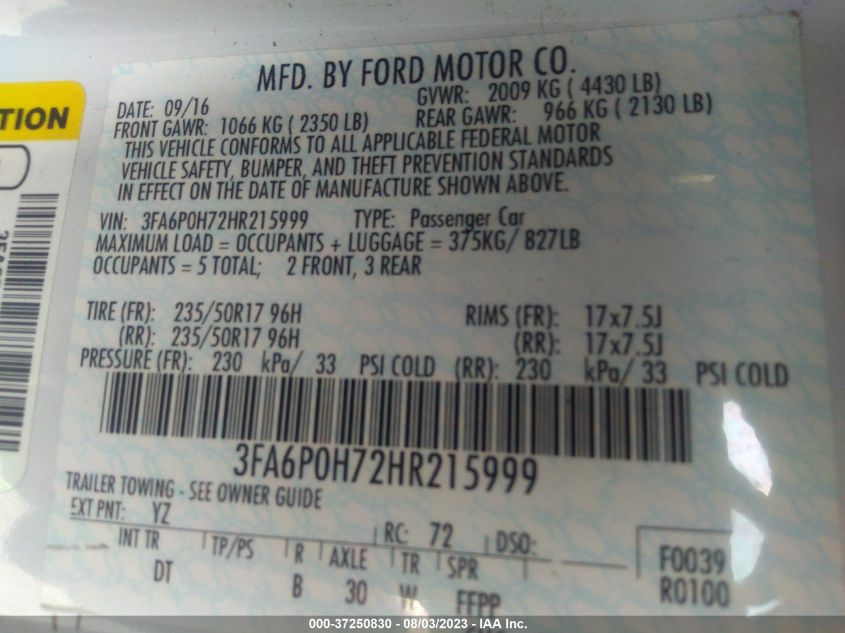 MFD. BY FORD MOTOR CO.
DATE: 09/16 GVWR: 2009 KG ( 4430 LB)
FRONT GAWR: 1066 KG ( 2350 LB) REAR GAWR: 966 KG ( 2130 LB)
THIS VEHICLE CONFORMS TO ALL APPLICABLE FEDERAL MOTOR
VEHICLE SAFETY, BUMPER, AND THEFT PREVENTION STANDARDS
IN EFFECT ON THE DATE OF MANUFACTURE SHOWN ABOVE.
VIN: 3FA6P0H72HR215999 TYPE: Passenger Car
MAXIMUM LOAD = OCCUPANTS + LUGGAGE = 375KG/ 827LB
OCCUPANTS = 5 TOTAL; 2 FRONT, 3 REAR
TIRE (FR): 235/50R17 96H RIMS (FR): 17x7.5J
(RR): 235/50R17 96H (RR): 17x7.5J
PRESSURE (FR): 230 kPa/ 33 PSI COLD (RR): 230 kPa/ 33 PSI COLD
3FA6P0H72HR215999
TRAILER TOWING - SEE OWNER GUIDE
EXT PNT: YZ RC: 72 DSO:
INT TR TP/PS R AXLE TR SPR
DT B 30 W FFPP
F0039
R0100
TION
000-37250830 - 08/03/2023 - IAA Inc.